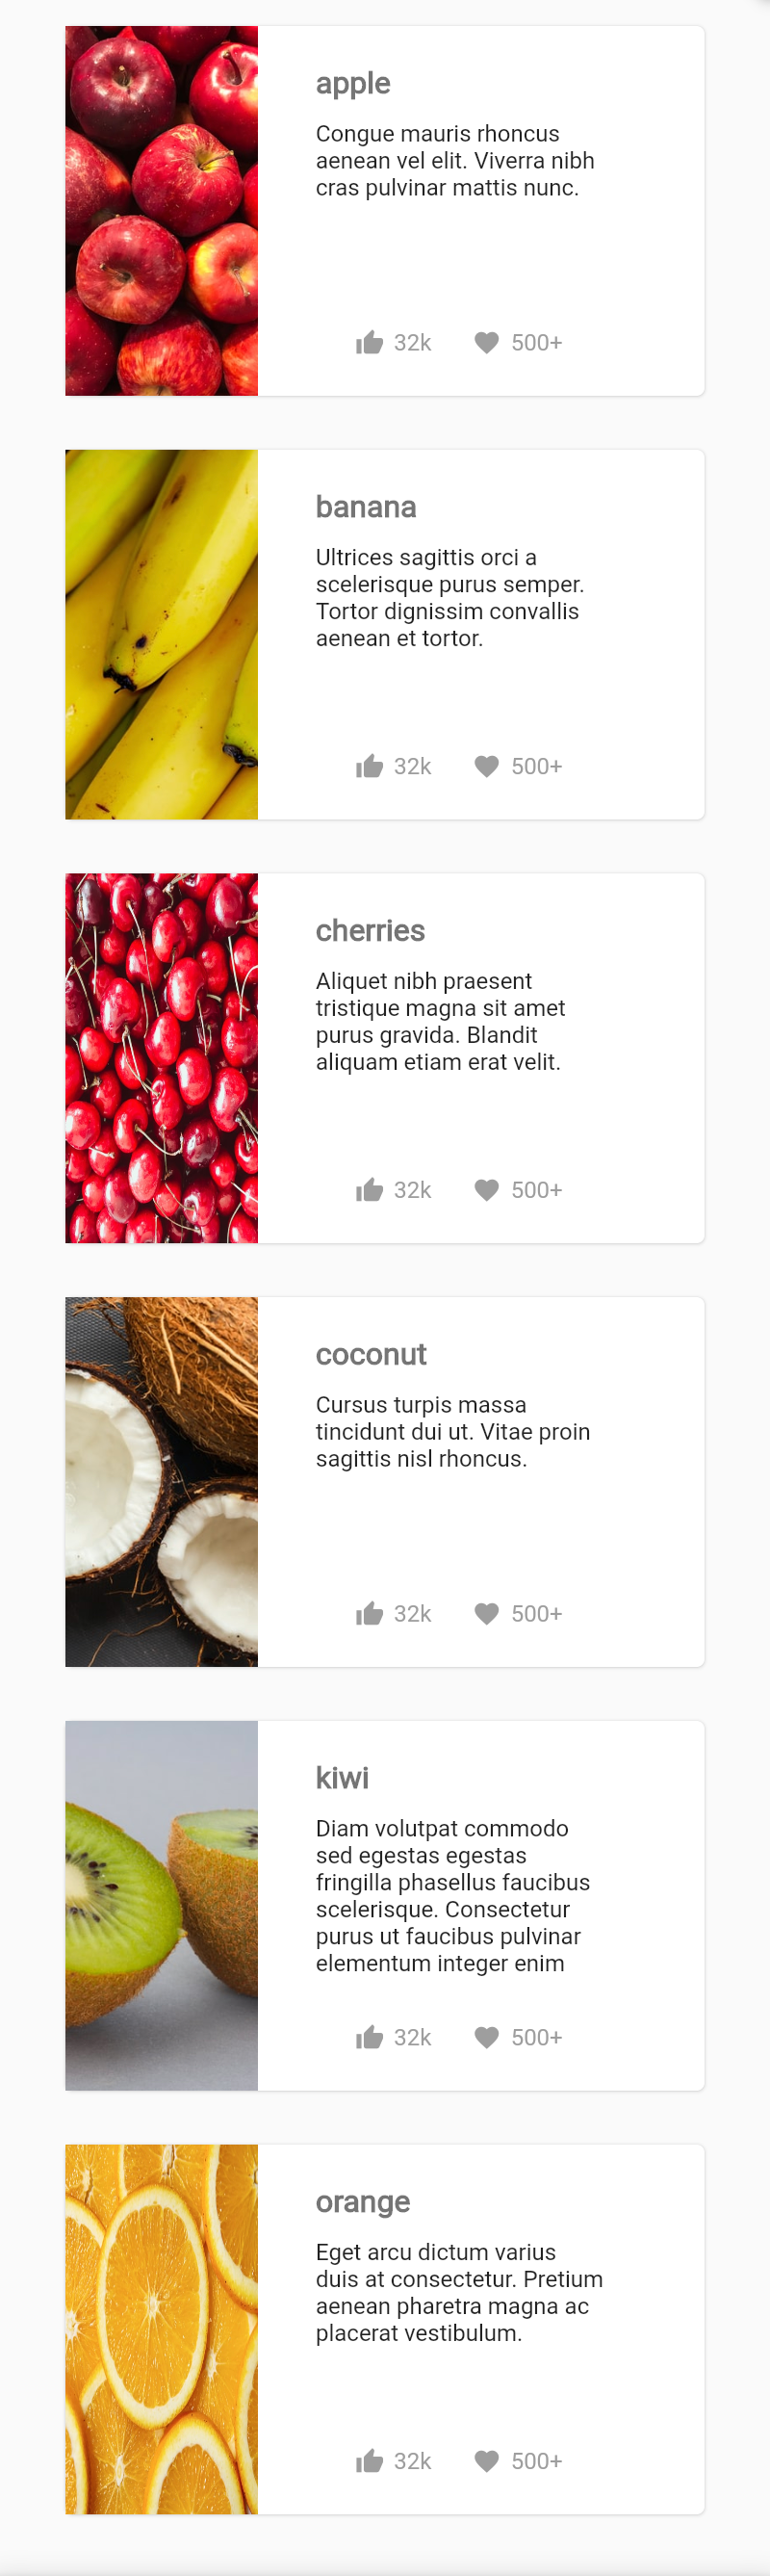 apple
Congue mauris rhoncus
aenean vel elit. Viverra nibh
cras pulvinar mattis nunc.
32k 500+
banana
Ultrices sagittis orci a
scelerisque purus semper.
Tortor dignissim convallis
aenean et tortor.
32k 500+
cherries
Aliquet nibh praesent
tristique magna sit amet
purus gravida. Blandit
aliquam etiam erat velit.
32k 500+
coconut
Cursus turpis massa
tincidunt dui ut. Vitae proin
sagittis nisl rhoncus.
32k 500+
kiwi
Diam volutpat commodo
sed egestas egestas
fringilla phasellus faucibus
scelerisque. Consectetur
purus ut faucibus pulvinar
elementum integer enim
32k 500+
orange
Eget arcu dictum varius
duis at consectetur. Pretium
aenean pharetra magna ac
placerat vestibulum.
32k 500+